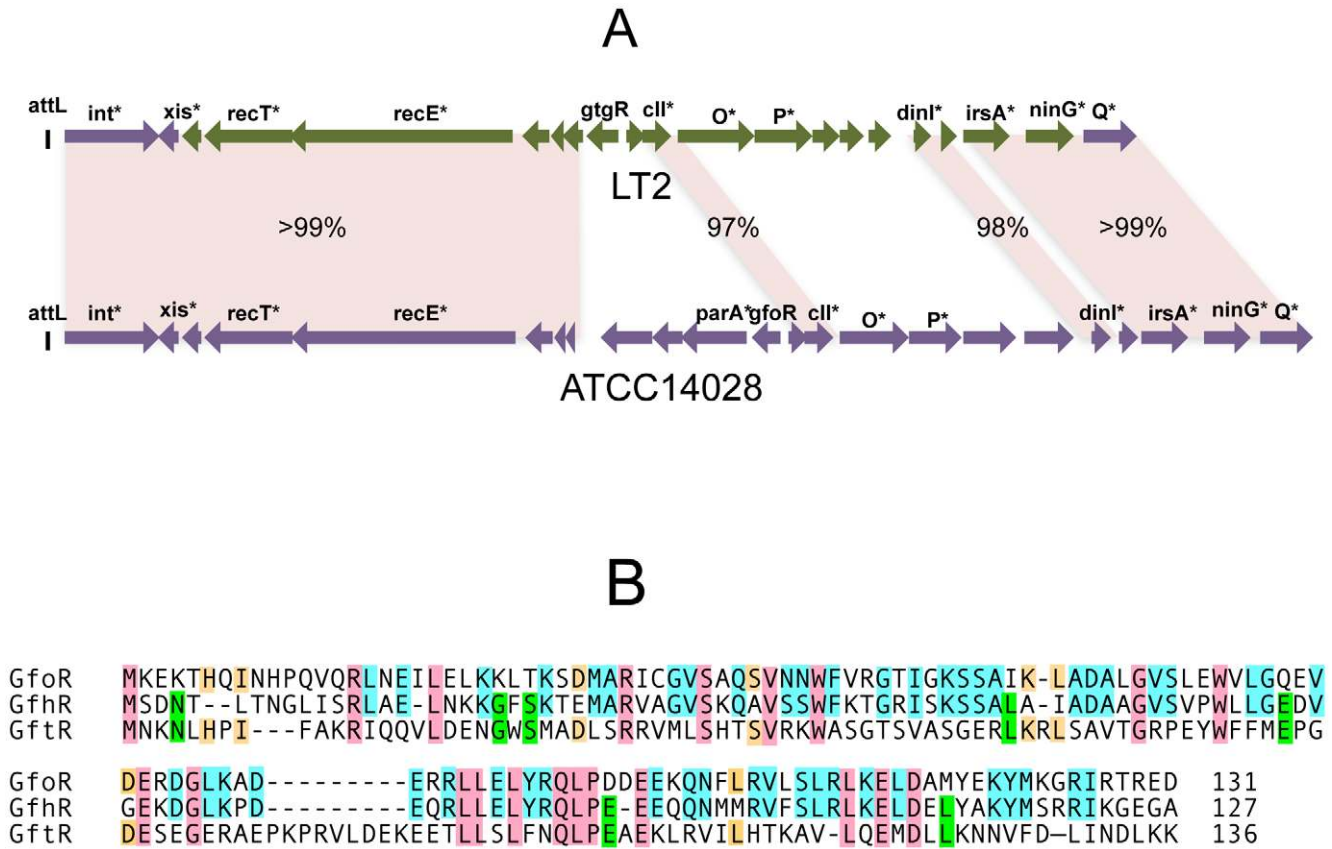 A
attL int* xis* recT* recE* gtgR cII* O* P* dinI* irsA* ninG* Q*
LT2
>99% 97% 98% >99%
attL int* xis* recT* recE* parA* gfoR cII* O* P* dinI* irsA* ninG* Q*
ATCC14028
B
GfoR MKEKTHQINHPQVQRLNEILELKKLTKSDMARICGVSAQSVNNWFVRGTIGKSSAIK-LADALGVSLEWVLGQEV
GfhR MSDNT--LTNGLISRLAE-LNKKGFSKTEMARVAGVSKQAVSSWFKTGRISKSSALA-IADAAGVSVPWLLGEDV
GftR MNKNLHPI---FAKRIQQVLDENGWSMADLSRRVMLSHTSVRKWASGTSVASGERLKRLSAVTGRPEYWFFMEPG
DERDGLKAD---------ERRLLELYRQLPDDEEKQNFLRVLSLRLKELDAMYEKYMKGRIRTRED 131
GfhR GEKDGLKPD---------EQRLLELYRQLPE-EEQQNMMRVFSLRLKELDELYAKYMSRRIKGEGA 127
GftR DESEGERAEPKPRVLDEKEETLLSLFNQLPEAEKLRVILHTKAV-LQEMDLLKNNVFD–LINDLKK 136